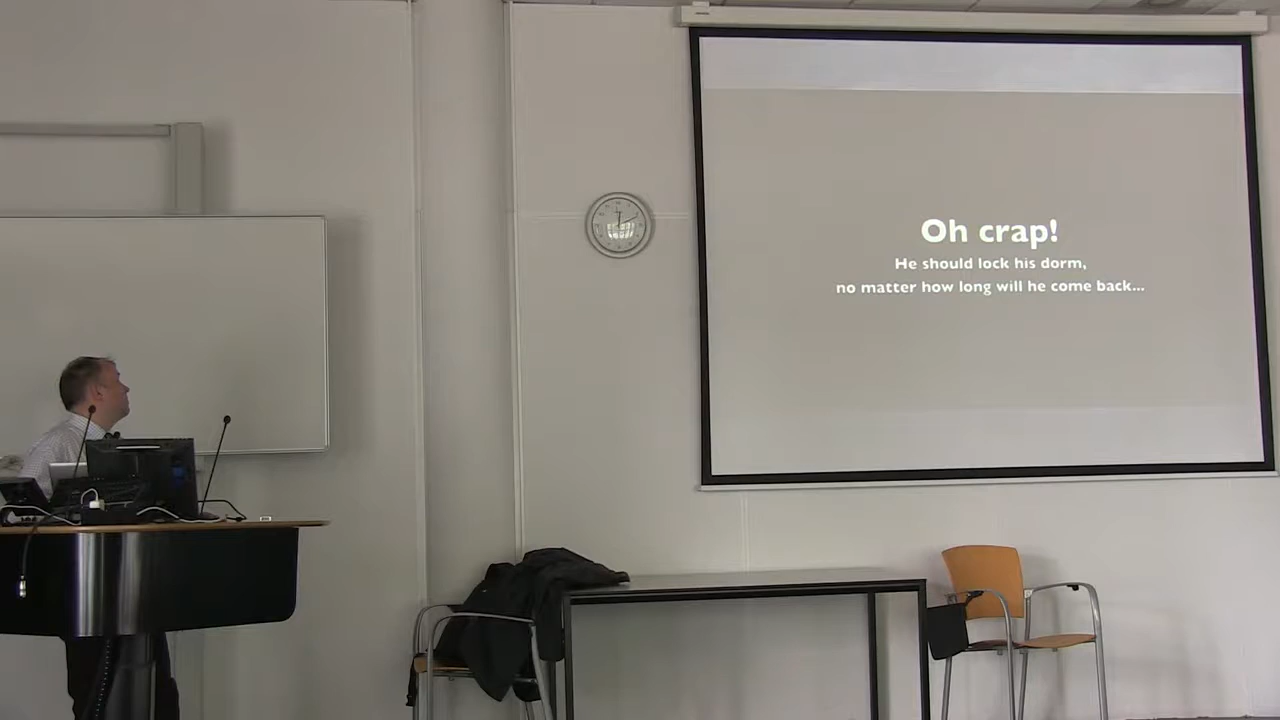 Oh crap!
He should lock his dorm,
no matter how long will he come back...